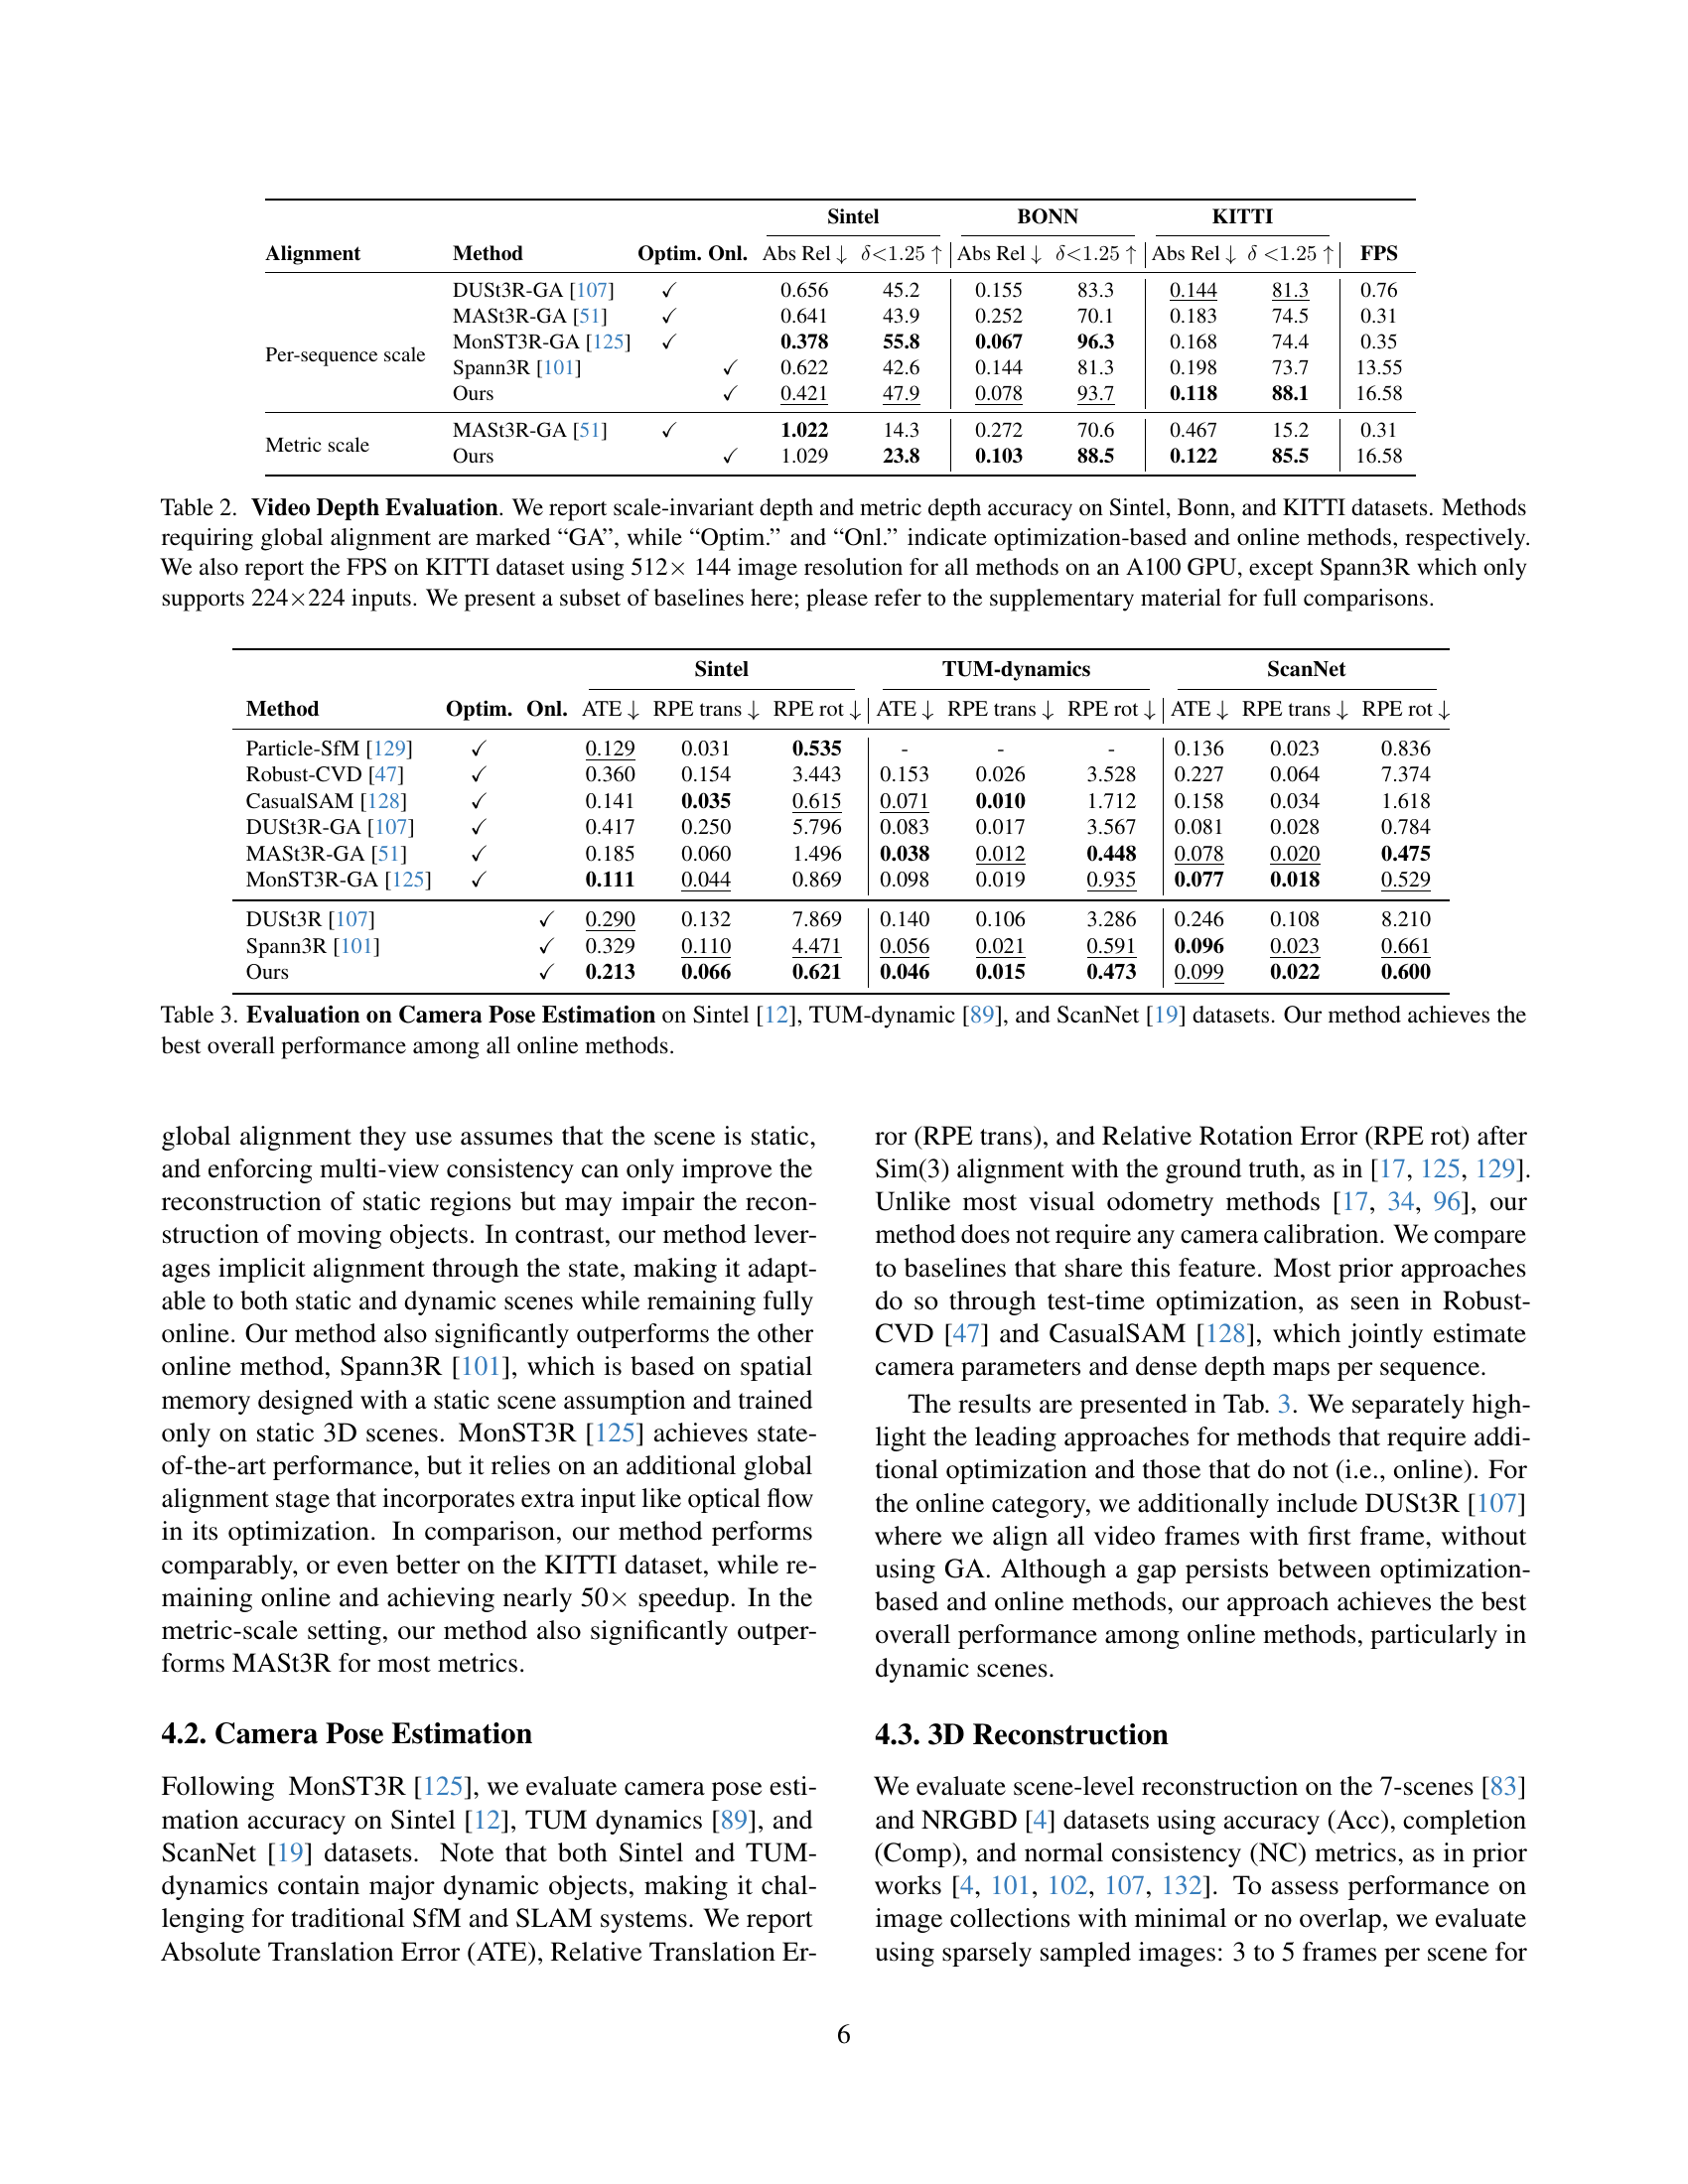 Sintel BONN KITTI
Alignment Method Optim. Onl. Abs Rel ↓ δ<1.25 ↑ Abs Rel ↓ δ<1.25 ↑ Abs Rel ↓ δ <1.25 ↑ FPS
DUSt3R-GA [107] ✓ 0.656 45.2 0.155 83.3 0.144 81.3 0.76
MASt3R-GA [51] ✓ 0.641 43.9 0.252 70.1 0.183 74.5 0.31
MonST3R-GA [125] ✓ 0.378 55.8 0.067 96.3 0.168 74.4 0.35
Per-sequence scale
Spann3R [101] ✓ 0.622 42.6 0.144 81.3 0.198 73.7 13.55
Ours ✓ 0.421 47.9 0.078 93.7 0.118 88.1 16.58
MASt3R-GA [51] ✓ 1.022 14.3 0.272 70.6 0.467 15.2 0.31
Metric scale
Ours ✓ 1.029 23.8 0.103 88.5 0.122 85.5 16.58
Table 2. Video Depth Evaluation. We report scale-invariant depth and metric depth accuracy on Sintel, Bonn, and KITTI datasets. Methods
requiring global alignment are marked “GA”, while “Optim.” and “Onl.” indicate optimization-based and online methods, respectively.
We also report the FPS on KITTI dataset using 512× 144 image resolution for all methods on an A100 GPU, except Spann3R which only
supports 224×224 inputs. We present a subset of baselines here; please refer to the supplementary material for full comparisons.
Sintel TUM-dynamics ScanNet
Method Optim. Onl. ATE ↓ RPE trans ↓ RPE rot ↓ ATE ↓ RPE trans ↓ RPE rot ↓ ATE ↓ RPE trans ↓ RPE rot ↓
Particle-SfM [129] ✓ 0.129 0.031 0.535 - - - 0.136 0.023 0.836
Robust-CVD [47] ✓ 0.360 0.154 3.443 0.153 0.026 3.528 0.227 0.064 7.374
CasualSAM [128] ✓ 0.141 0.035 0.615 0.071 0.010 1.712 0.158 0.034 1.618
DUSt3R-GA [107] ✓ 0.417 0.250 5.796 0.083 0.017 3.567 0.081 0.028 0.784
MASt3R-GA [51] ✓ 0.185 0.060 1.496 0.038 0.012 0.448 0.078 0.020 0.475
MonST3R-GA [125] ✓ 0.111 0.044 0.869 0.098 0.019 0.935 0.077 0.018 0.529
DUSt3R [107] ✓ 0.290 0.132 7.869 0.140 0.106 3.286 0.246 0.108 8.210
Spann3R [101] ✓ 0.329 0.110 4.471 0.056 0.021 0.591 0.096 0.023 0.661
Ours ✓ 0.213 0.066 0.621 0.046 0.015 0.473 0.099 0.022 0.600
Table 3. Evaluation on Camera Pose Estimation on Sintel [12], TUM-dynamic [89], and ScanNet [19] datasets. Our method achieves the
best overall performance among all online methods.
global alignment they use assumes that the scene is static,
and enforcing multi-view consistency can only improve the
reconstruction of static regions but may impair the recon-
struction of moving objects. In contrast, our method lever-
ages implicit alignment through the state, making it adapt-
able to both static and dynamic scenes while remaining fully
online. Our method also significantly outperforms the other
online method, Spann3R [101], which is based on spatial
memory designed with a static scene assumption and trained
only on static 3D scenes. MonST3R [125] achieves state-
of-the-art performance, but it relies on an additional global
alignment stage that incorporates extra input like optical flow
in its optimization. In comparison, our method performs
comparably, or even better on the KITTI dataset, while re-
maining online and achieving nearly 50× speedup. In the
metric-scale setting, our method also significantly outper-
forms MASt3R for most metrics.
4.2. Camera Pose Estimation
Following MonST3R [125], we evaluate camera pose esti-
mation accuracy on Sintel [12], TUM dynamics [89], and
ScanNet [19] datasets. Note that both Sintel and TUM-
dynamics contain major dynamic objects, making it chal-
lenging for traditional SfM and SLAM systems. We report
Absolute Translation Error (ATE), Relative Translation Er-
ror (RPE trans), and Relative Rotation Error (RPE rot) after
Sim(3) alignment with the ground truth, as in [17, 125, 129].
Unlike most visual odometry methods [17, 34, 96], our
method does not require any camera calibration. We compare
to baselines that share this feature. Most prior approaches
do so through test-time optimization, as seen in Robust-
CVD [47] and CasualSAM [128], which jointly estimate
camera parameters and dense depth maps per sequence.
The results are presented in Tab. 3. We separately high-
light the leading approaches for methods that require addi-
tional optimization and those that do not (i.e., online). For
the online category, we additionally include DUSt3R [107]
where we align all video frames with first frame, without
using GA. Although a gap persists between optimization-
based and online methods, our approach achieves the best
overall performance among online methods, particularly in
dynamic scenes.
4.3. 3D Reconstruction
We evaluate scene-level reconstruction on the 7-scenes [83]
and NRGBD [4] datasets using accuracy (Acc), completion
(Comp), and normal consistency (NC) metrics, as in prior
works [4, 101, 102, 107, 132]. To assess performance on
image collections with minimal or no overlap, we evaluate
using sparsely sampled images: 3 to 5 frames per scene for
6